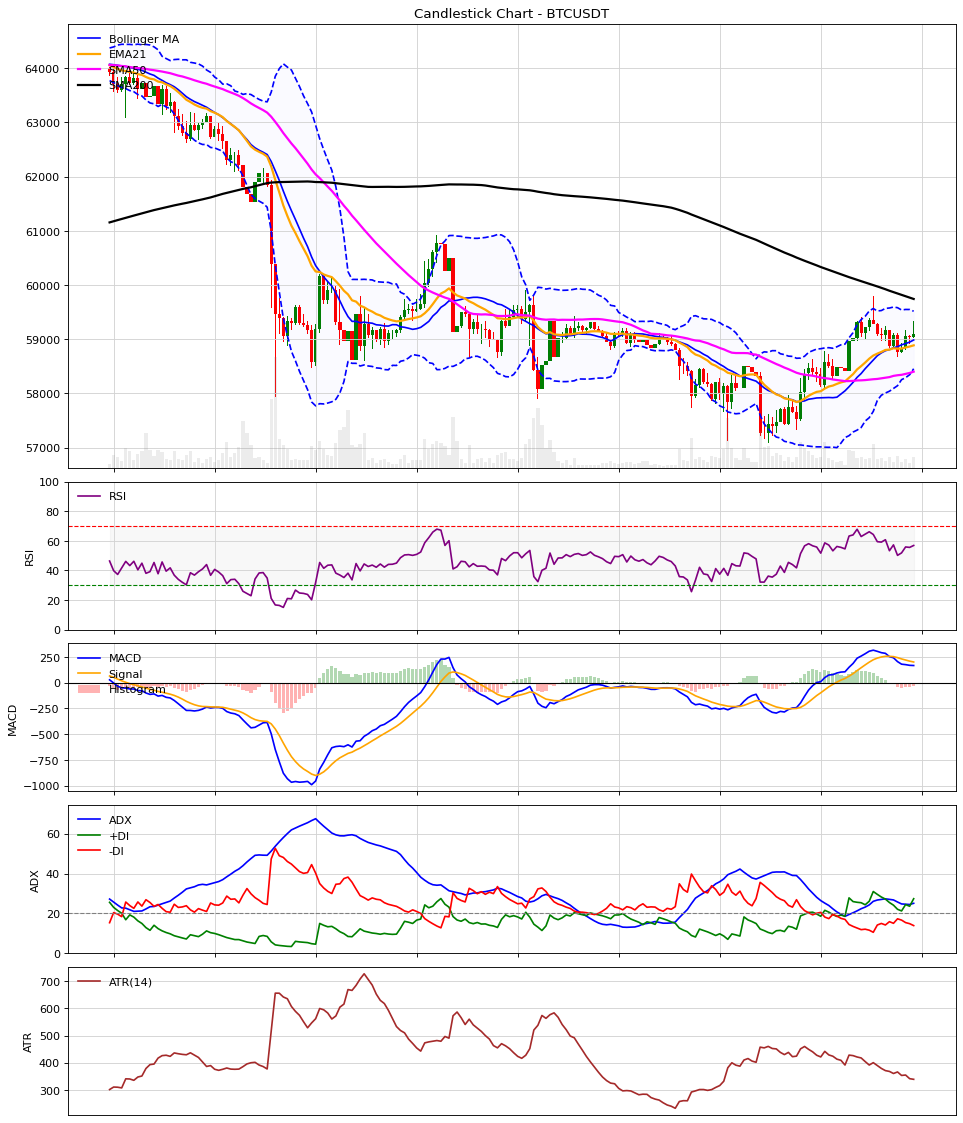 Candlestick Chart - BTCUSDT
Bollinger MA
EMA21
SMA50
SMA200
64000
63000
62000
61000
60000
59000
58000
57000
RSI
RSI
100
80
60
40
20
0
MACD
Signal
Histogram
MACD
250
0
−250
−500
−750
−1000
ADX
+DI
-DI
ADX
60
40
20
0
ATR(14)
ATR
700
600
500
400
300